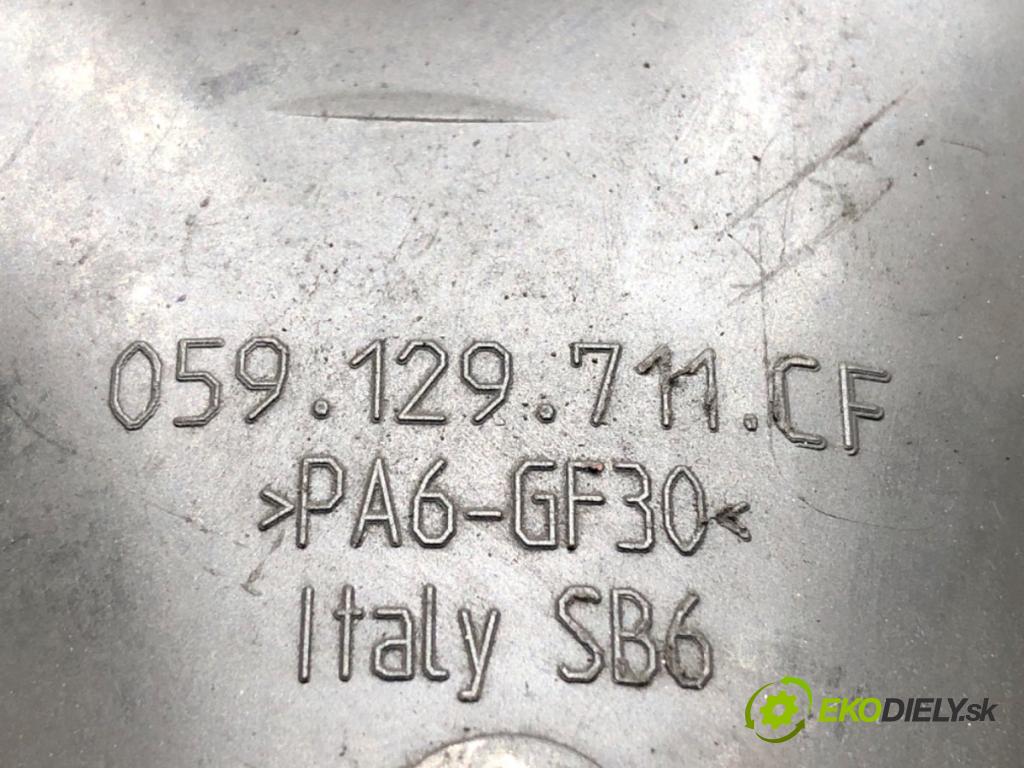 059.129.711.CF
>PA6-GF30<
Italy SB6
EKODIELY.sk